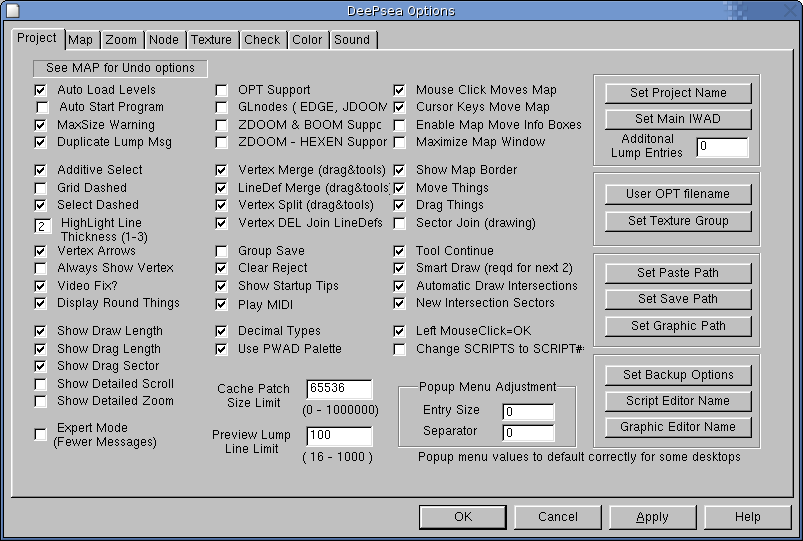 DeePsea Options
Project Map Zoom Node Texture Check Color Sound
See MAP for Undo options
Auto Load Levels
Auto Start Program
MaxSize Warning
Duplicate Lump Msg
Additive Select
Grid Dashed
Select Dashed
2 HighLight Line
Thickness (1-3)
Vertex Arrows
Always Show Vertex
Video Fix?
Display Round Things
Show Draw Length
Show Drag Length
Show Drag Sector
Show Detailed Scroll
Show Detailed Zoom
Expert Mode
(Fewer Messages)
OPT Support
GLnodes ( EDGE, JDOOM
ZDOOM & BOOM Suppo
ZDOOM - HEXEN Support
Vertex Merge (drag&tools)
LineDef Merge (drag&tools)
Vertex Split (drag&tools)
Vertex DEL Join LineDefs
Group Save
Clear Reject
Show Startup Tips
Play MIDI
Decimal Types
Use PWAD Palette
Cache Patch
Size Limit
65536
(0 - 1000000)
Preview Lump
Line Limit
100
( 16 - 1000 )
Mouse Click Moves Map
Cursor Keys Move Map
Enable Map Move Info Boxes
Maximize Map Window
Show Map Border
Move Things
Drag Things
Sector Join (drawing)
Tool Continue
Smart Draw (reqd for next 2)
Automatic Draw Intersections
New Intersection Sectors
Left MouseClick=OK
Change SCRIPTS to SCRIPT#
Popup Menu Adjustment
Entry Size 0
Separator 0
Popup menu values to default correctly for some desktops
Set Project Name
Set Main IWAD
Additonal
Lump Entries
0
User OPT filename
Set Texture Group
Set Paste Path
Set Save Path
Set Graphic Path
Set Backup Options
Script Editor Name
Graphic Editor Name
OK Cancel Apply Help